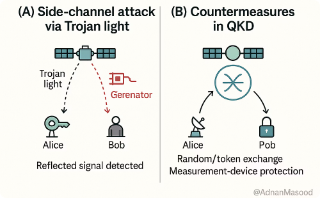 (A) Side-channel attack
via Trojan light
Trojan
light
Gerenator
Alice
Bob
Reflected signal detected
(B) Countermeasures
in QKD
Alice
Pob
Random/token exchange
Measurement-device protection
@AdnanMasood